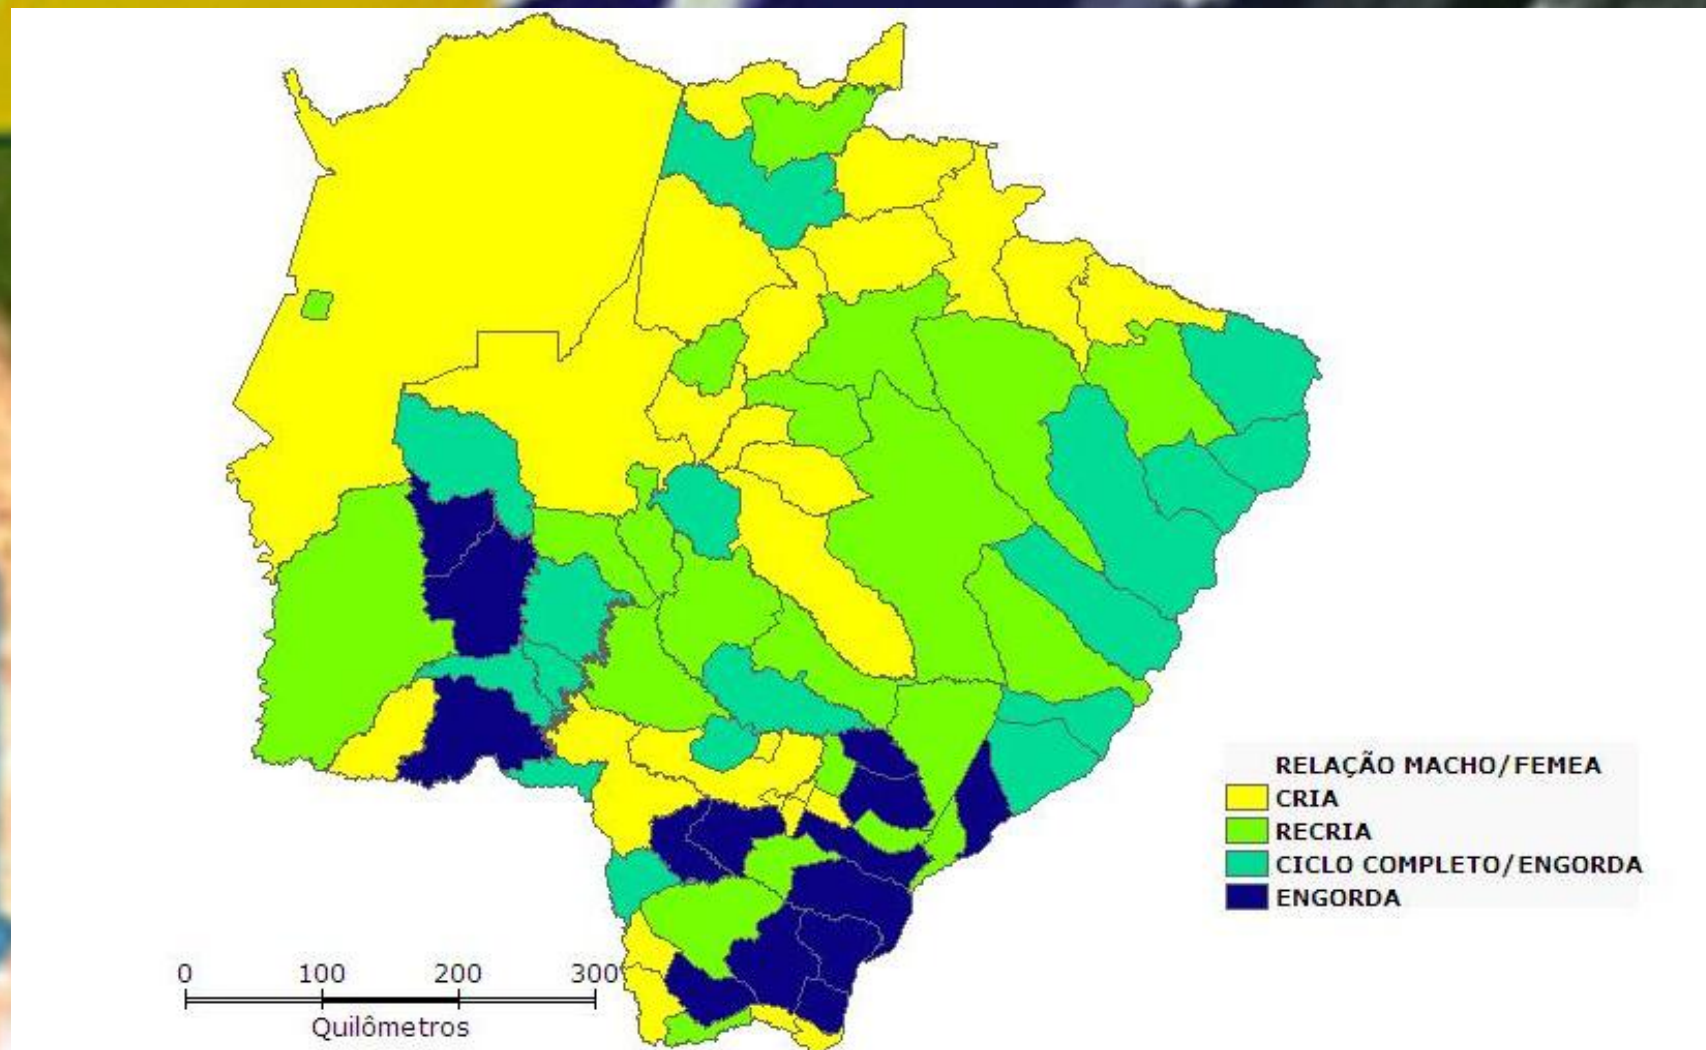 RELAÇÃO MACHO/FEMEA
CRIA
RECRIA
CICLO COMPLETO/ENGORDA
ENGORDA
0 100 200 300
Quilômetros